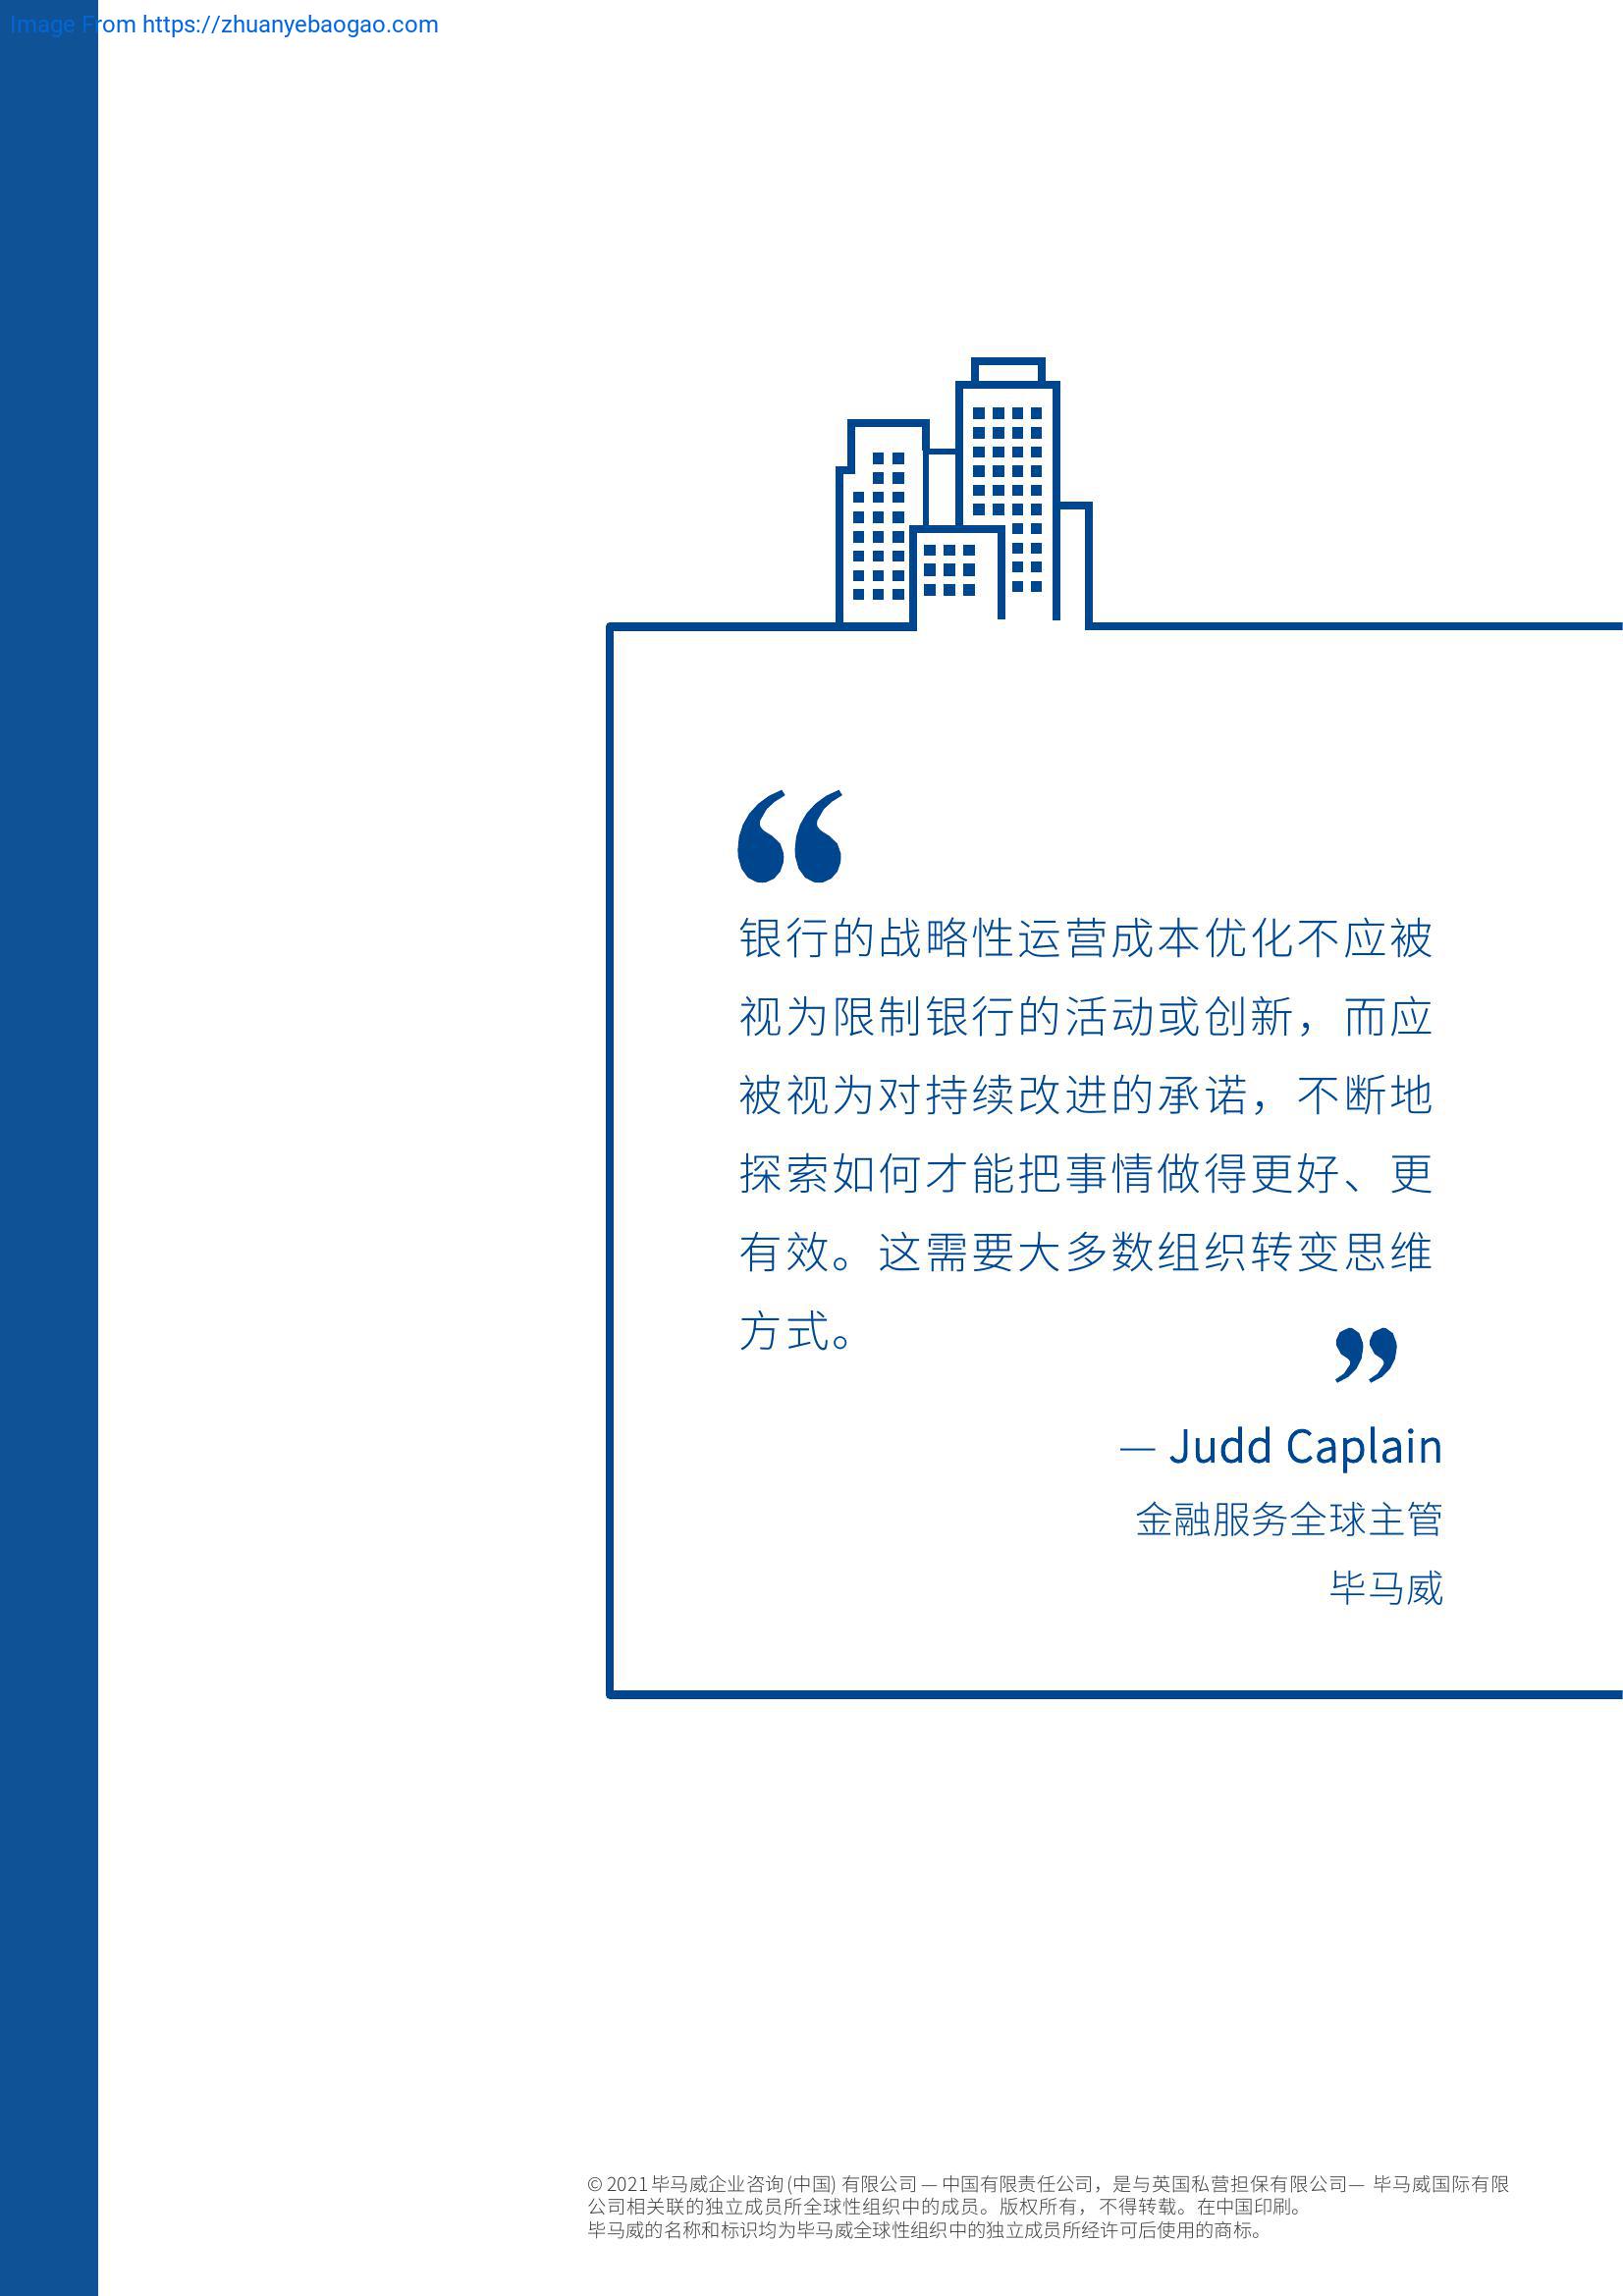 Image From https://zhuanyebaogao.com
“
银行的战略性运营成本优化不应被
视为限制银行的活动或创新，而应
被视为对持续改进的承诺，不断地
探索如何才能把事情做得更好、更
有效。这需要大多数组织转变思维
方式。
”
— Judd Caplain
金融服务全球主管
毕马威
© 2021 毕马威企业咨询 (中国) 有限公司 — 中国有限责任公司，是与英国私营担保有限公司— 毕马威国际有限
公司相关联的独立成员所全球性组织中的成员。版权所有，不得转载。在中国印刷。
毕马威的名称和标识均为毕马威全球性组织中的独立成员所经许可后使用的商标。